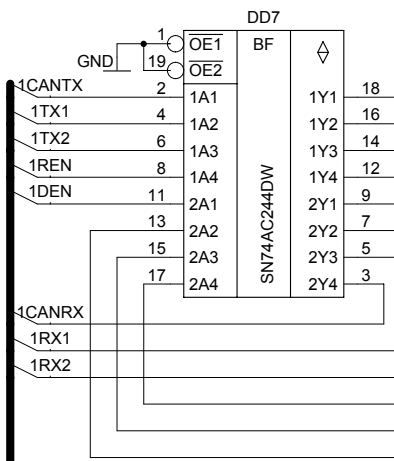 DD7
1 OE1 BF
GND 19 OE2
1CANTX 2 1A1 1Y1 18
1TX1 4 1A2 1Y2 16
1TX2 6 1A3 1Y3 14
1REN 8 1A4 1Y4 12
1DEN 11 2A1 2Y1 9
13 2A2 2Y2 7
15 2A3 2Y3 5
17 2A4 2Y4 3
SN74AC244DW
1CANRX
1RX1
1RX2